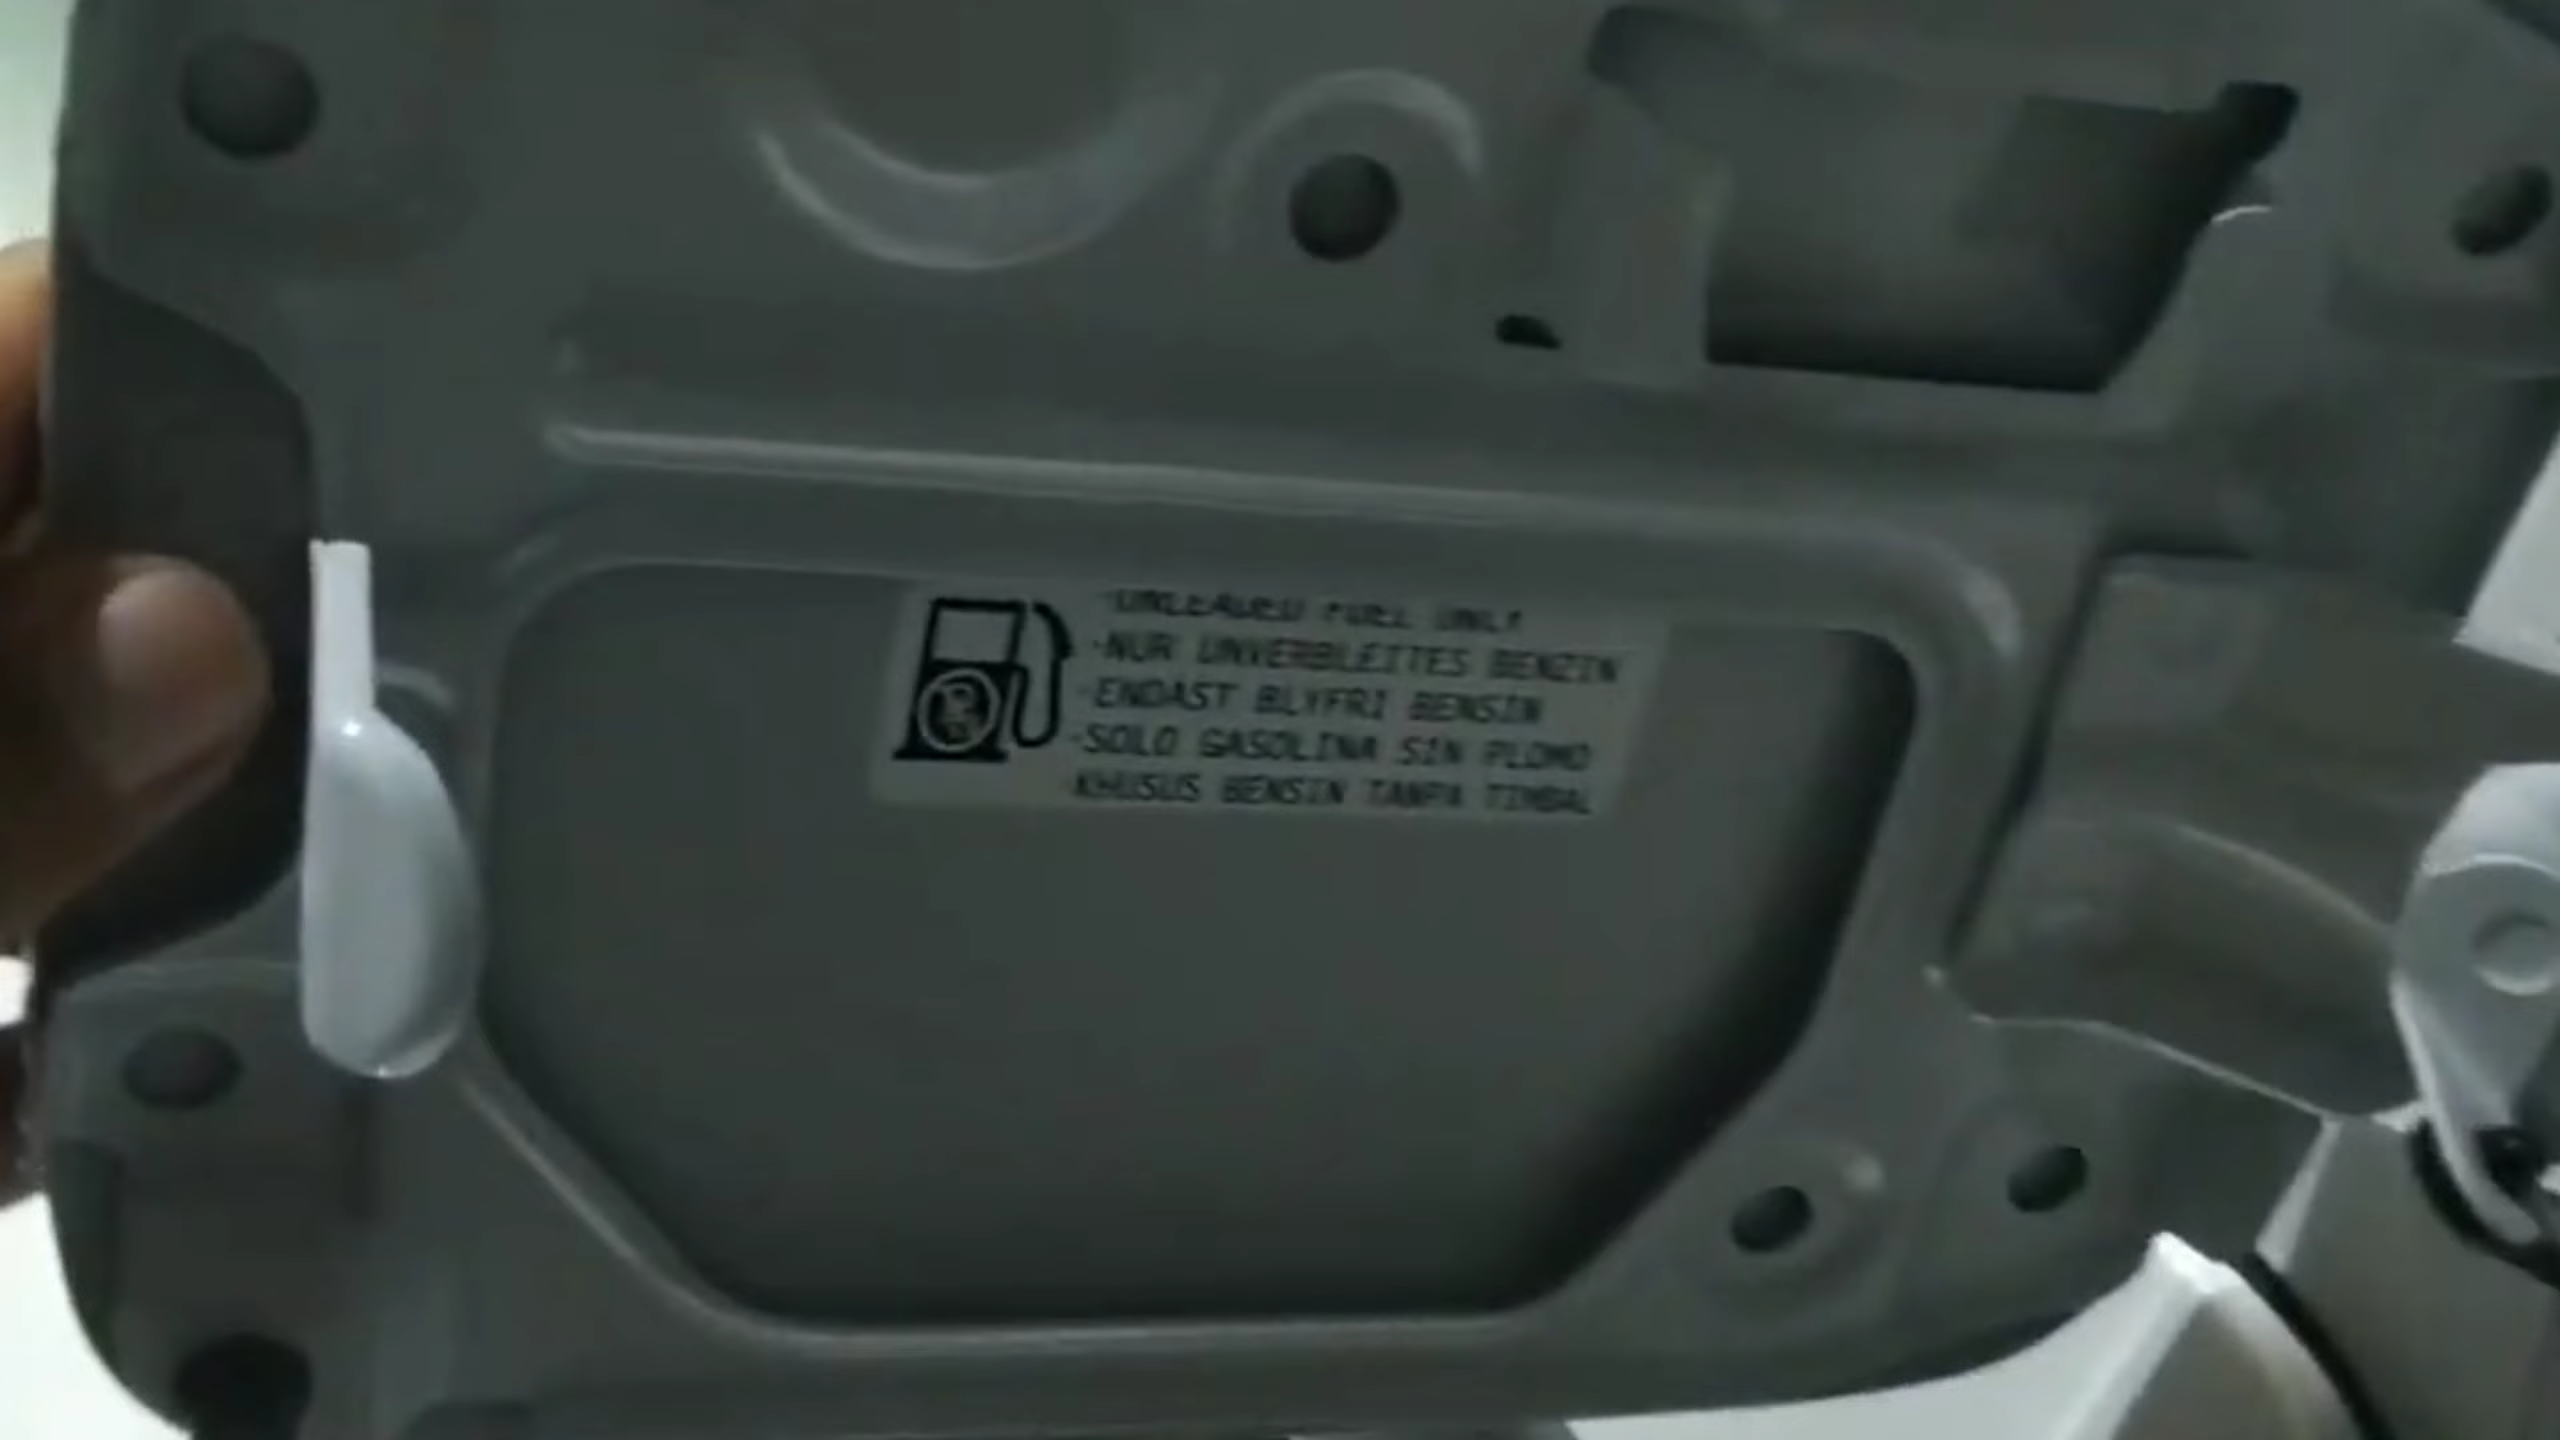 ·UNLEADED FUEL ONLY
·NUR UNVERBLEITES BENZIN
·ENDAST BLYFRI BENSIN
·SOLO GASOLINA SIN PLOMO
·KHUSUS BENSIN TANPA TIMBAL